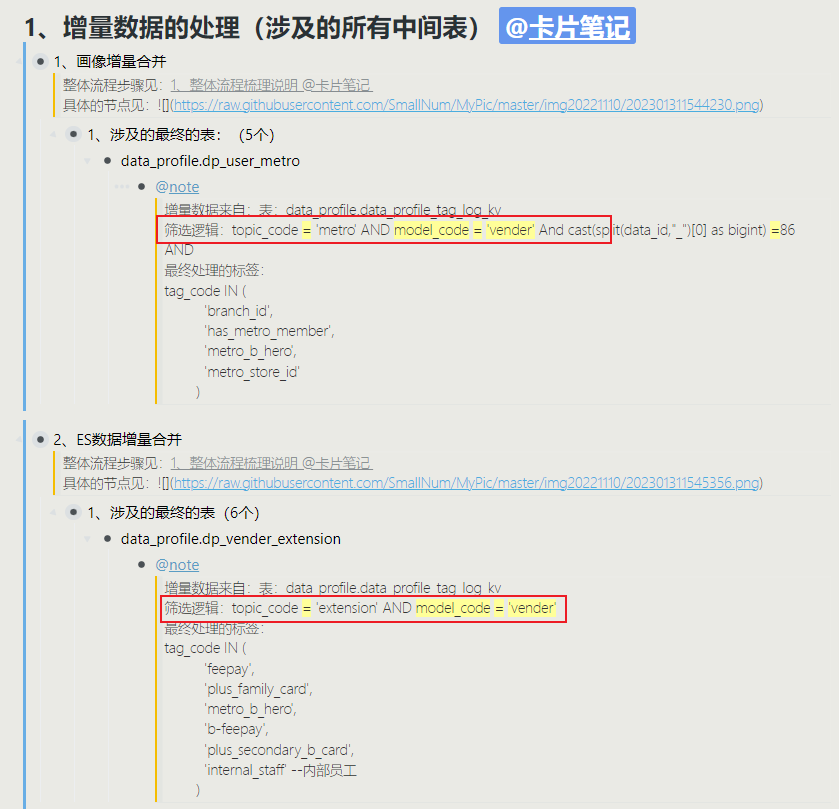 1、增量数据的处理（涉及的所有中间表） @卡片笔记
1、画像增量合并
整体流程步骤见：1、整体流程梳理说明 @卡片笔记
具体的节点见：![](https://raw.githubusercontent.com/SmallNum/MyPic/master/img20221110/202301311544230.png)
1、涉及的最终的表：（5个）
data_profile.dp_user_metro
@note
增量数据来自：表：data_profile.data_profile_tag_log_kv
筛选逻辑：topic_code = 'metro' AND model_code = 'vender' And cast(split(data_id,"_")[0] as bigint) =86
AND
最终处理的标签：
tag_code IN (
'branch_id',
'has_metro_member',
'metro_b_hero',
'metro_store_id'
)
2、ES数据增量合并
整体流程步骤见：1、整体流程梳理说明 @卡片笔记
具体的节点见：![](https://raw.githubusercontent.com/SmallNum/MyPic/master/img20221110/202301311545356.png)
1、涉及的最终的表（6个）
data_profile.dp_vender_extension
@note
增量数据来自：表：data_profile.data_profile_tag_log_kv
筛选逻辑：topic_code = 'extension' AND model_code = 'vender'
最终处理的标签：
tag_code IN (
'feepay',
'plus_family_card',
'metro_b_hero',
'b-feepay',
'plus_secondary_b_card',
'internal_staff' --内部员工
)